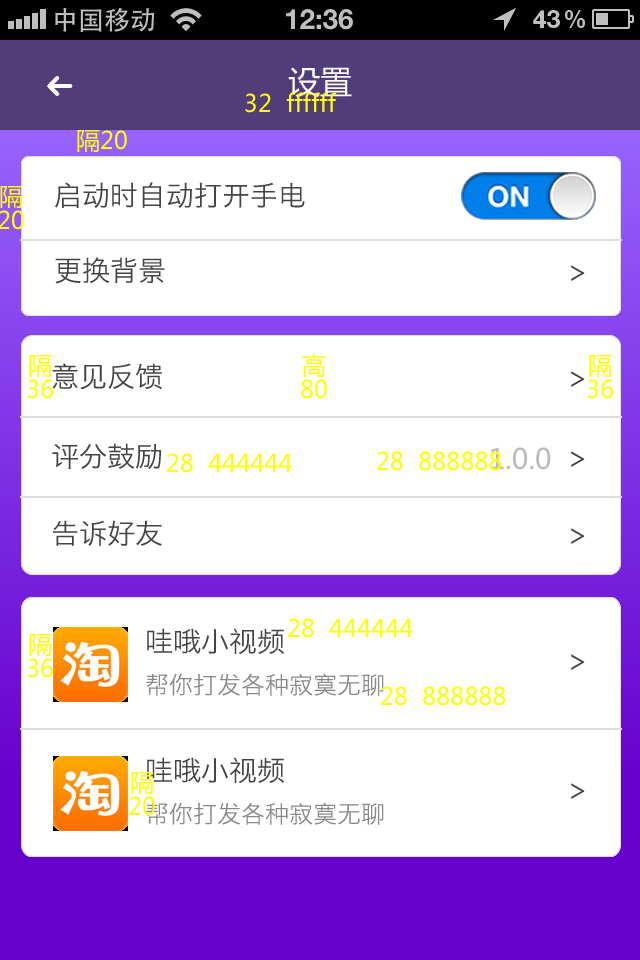 中国移动 12:36 43%
设置
32 ffffff
隔20
隔20
启动时自动打开手电 ON
更换背景 >
隔36 意见反馈 高80 > 隔36
评分鼓励 28 444444 28 888888 1.0.0 >
告诉好友 >
隔36 淘 哇哦小视频 28 444444 >
帮你打发各种寂寞无聊 28 888888
淘 隔20 哇哦小视频 >
帮你打发各种寂寞无聊